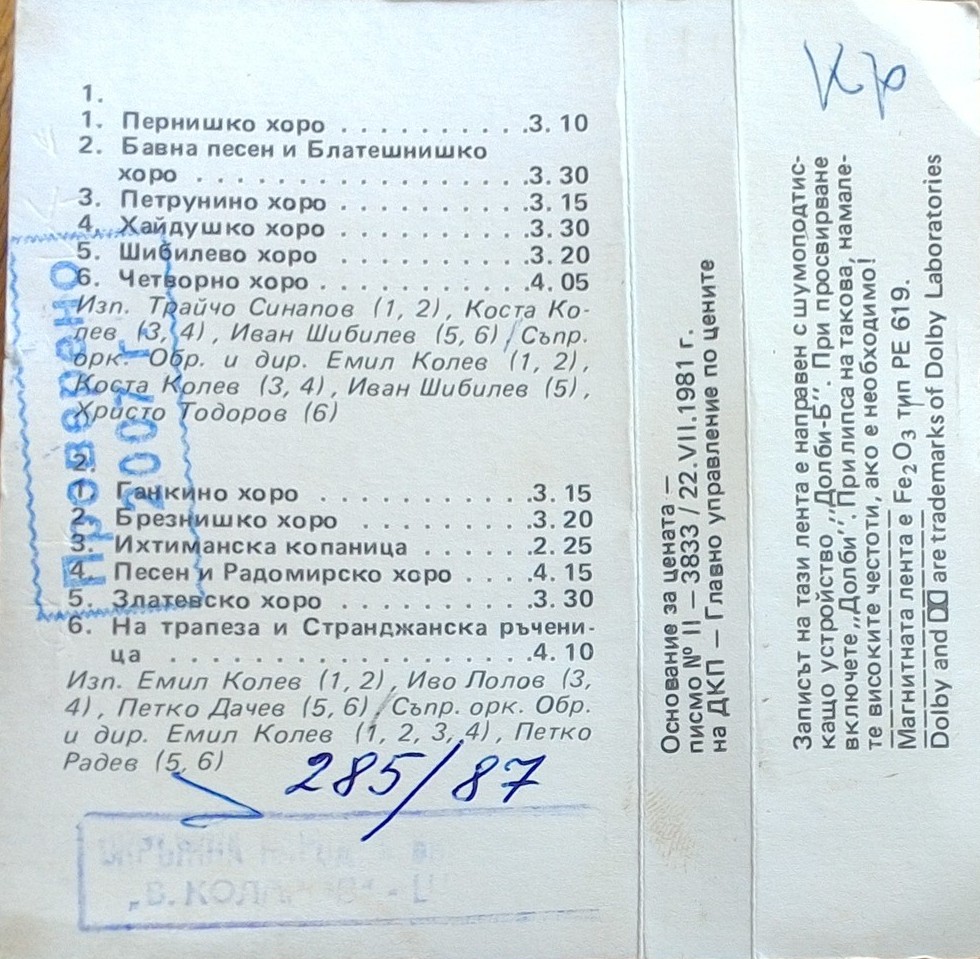 1.
1. Пернишко хоро . . . . . . . . . . .3. 10
2. Бавна песен и Блатешнишко
хоро . . . . . . . . . . . . . . . . . .3. 30
3. Петрунино хоро . . . . . . . . . . .3. 15
4. Хайдушко хоро . . . . . . . . . . .3. 30
5. Шибилево хоро . . . . . . . . . . .3. 20
6. Четворно хоро . . . . . . . . . . . .4. 05
Изп. Трайчо Синапов (1, 2), Коста Ко-
лев (3, 4), Иван Шибилев (5, 6) / Съпр.
орк. Обр. и дир. Емил Колев (1, 2),
Коста Колев (3, 4), Иван Шибилев (5),
Христо Тодоров (6)
2.
1. Ганкино хоро . . . . . . . . . . . .3. 15
2. Брезнишко хоро . . . . . . . . . .3. 20
3. Ихтиманска копаница . . . . . .2. 25
4. Песен и Радомирско хоро . . . .4. 15
5. Златевско хоро . . . . . . . . . . .3. 30
6. На трапеза и Странджанска ръчени-
ца . . . . . . . . . . . . . . . . . . .4. 10
Изп. Емил Колев (1, 2), Иво Лолов (3,
4), Петко Дачев (5, 6) / Съпр. орк. Обр.
и дир. Емил Колев (1, 2, 3, 4), Петко
Радев (5, 6)
285/87
Проверено
2007 г
"В. КОЛ
Основание за цената —
писмо № II — 3833 / 22.VII.1981 г.
на ДКП — Главно управление по цените
Записът на тази лента е направен с шумоподтис-
кащо устройство „Долби-Б". При просвирване
включете „Долби". При липса на такова, намале-
те високите честоти, ако е необходимо!
Магнитната лента е Fe2O3 тип PE 619.
Dolby and are trademarks of Dolby Laboratories